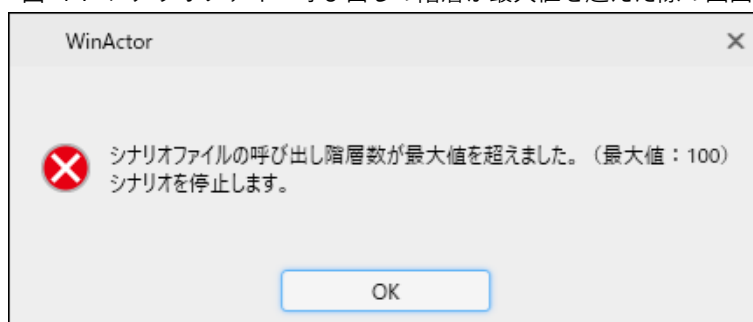 WinActor
シナリオファイルの呼び出し階層数が最大値を超えました。（最大値：100）
シナリオを停止します。
OK